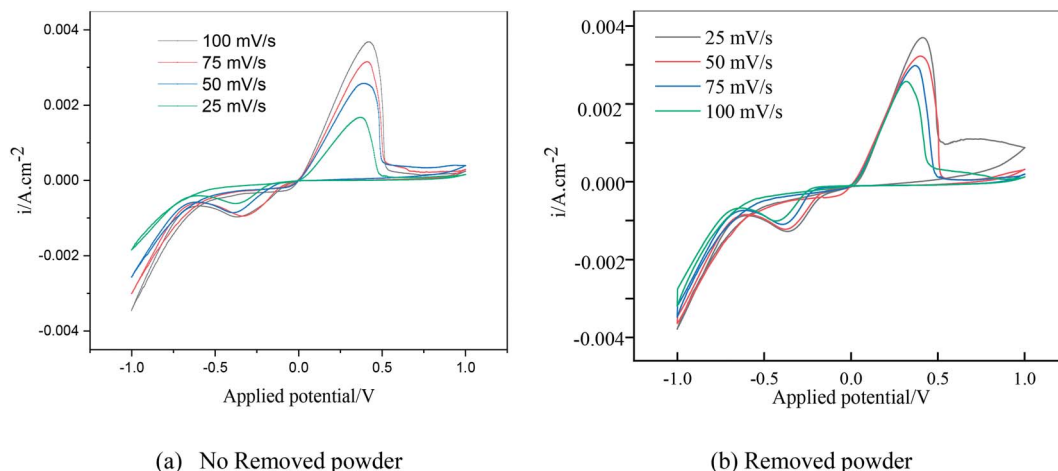 0.004
0.002
0.000
-0.002
-0.004
i/A.cm-2
100 mV/s
75 mV/s
50 mV/s
25 mV/s
-1.0 -0.5 0.0 0.5 1.0
Applied potential/V
(a) No Removed powder
0.004
0.002
0.000
-0.002
-0.004
i/A.cm-2
25 mV/s
50 mV/s
75 mV/s
100 mV/s
-1.0 -0.5 0.0 0.5 1.0
Applied potential/V
(b) Removed powder